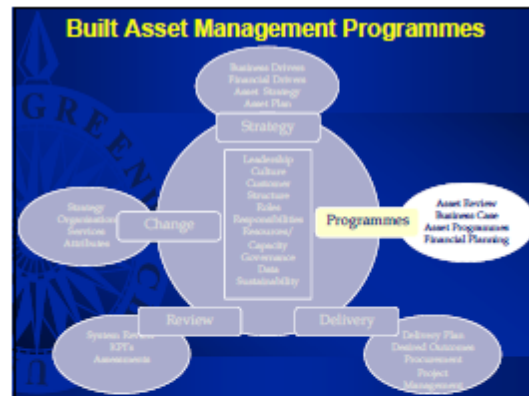 Built Asset Management Programmes
Business Drivers
Financial Drivers
Asset Strategy
Asset Plan
Strategy
Leadership
Culture
Customer
Structure
Roles
Responsibilities
Resources/
Capacity
Governance
Data
Sustainability
Strategy
Organisation
Services
Attributes
Change
Programmes
Asset Review
Business Case
Asset Programmes
Financial Planning
Review
System Review
KPI's
Assessments
Delivery
Delivery Plan
Desired Outcomes
Procurement
Project
Management